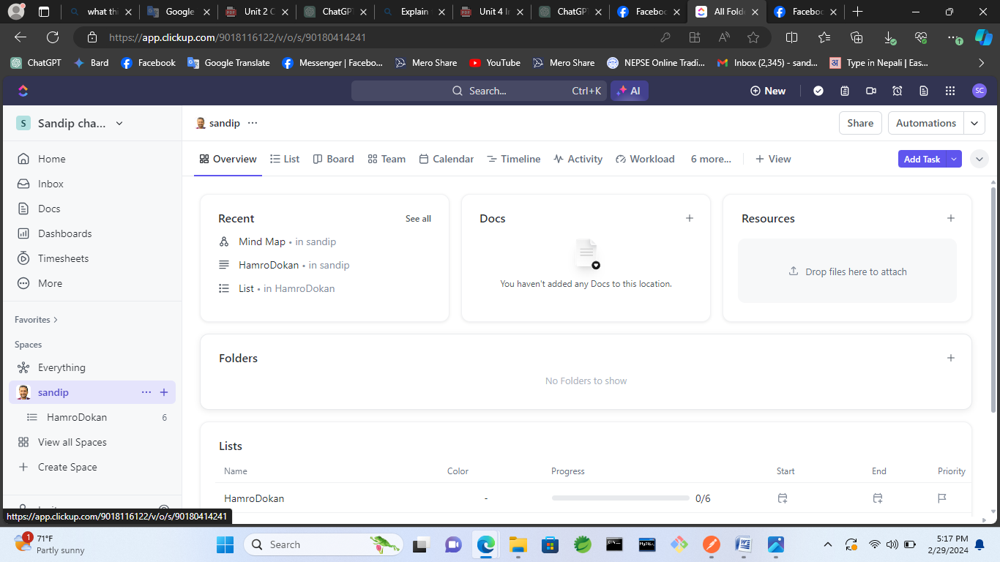 what thi
Google
Unit 2 C
ChatGPT
Explain
Unit 4 I
ChatGPT
Faceboo
All Folde
Faceboo
https://app.clickup.com/9018116122/v/o/s/90180414241
ChatGPT
Bard
Facebook
Google Translate
Messenger | Facebo...
Mero Share
YouTube
Mero Share
NEPSE Online Tradi...
Inbox (2,345) - sand...
Type in Nepali | Eas...
Search...
Ctrl+K
AI
New
SC
S
Sandip cha...
sandip
Share
Automations
Home
Inbox
Docs
Dashboards
Timesheets
More
Favorites
Spaces
Everything
sandip
HamroDokan 6
View all Spaces
Create Space
https://app.clickup.com/9018116122/v/o/s/90180414241
Overview
List
Board
Team
Calendar
Timeline
Activity
Workload
6 more...
View
Add Task
Recent
See all
Mind Map • in sandip
HamroDokan • in sandip
List • in HamroDokan
Docs
You haven't added any Docs to this location.
Resources
Drop files here to attach
Folders
No Folders to show
Lists
Name Color Progress Start End Priority
HamroDokan - 0/6
1
71°F
Partly sunny
Search
5:17 PM
2/29/2024